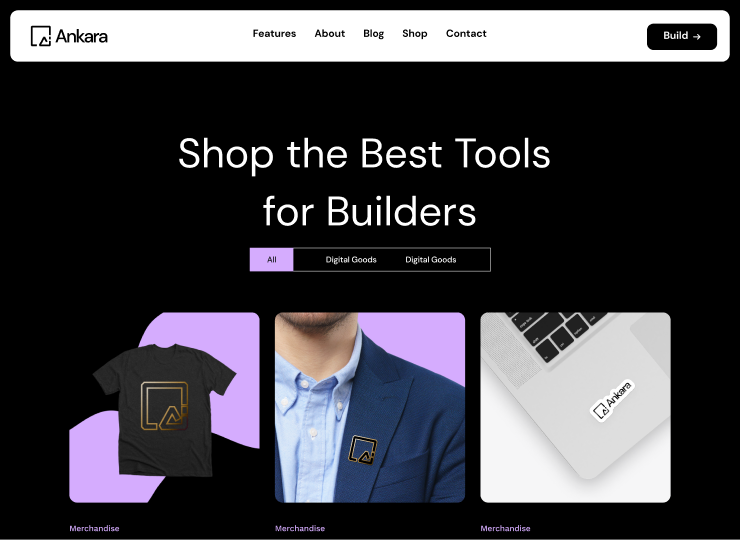 Ankara
Features About Blog Shop Contact
Build →
Shop the Best Tools
for Builders
All Digital Goods Digital Goods
Ankara
Merchandise Merchandise Merchandise